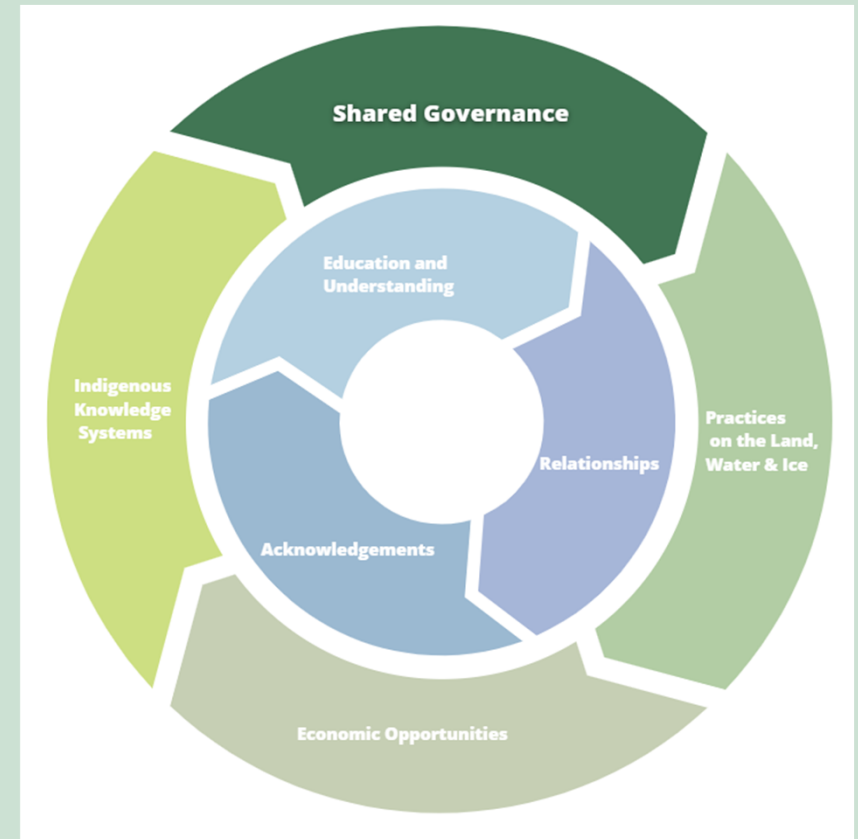 Shared Governance
Education and
Understanding
Indigenous
Knowledge
Systems
Practices
on the Land,
Water & Ice
Relationships
Acknowledgements
Economic Opportunities